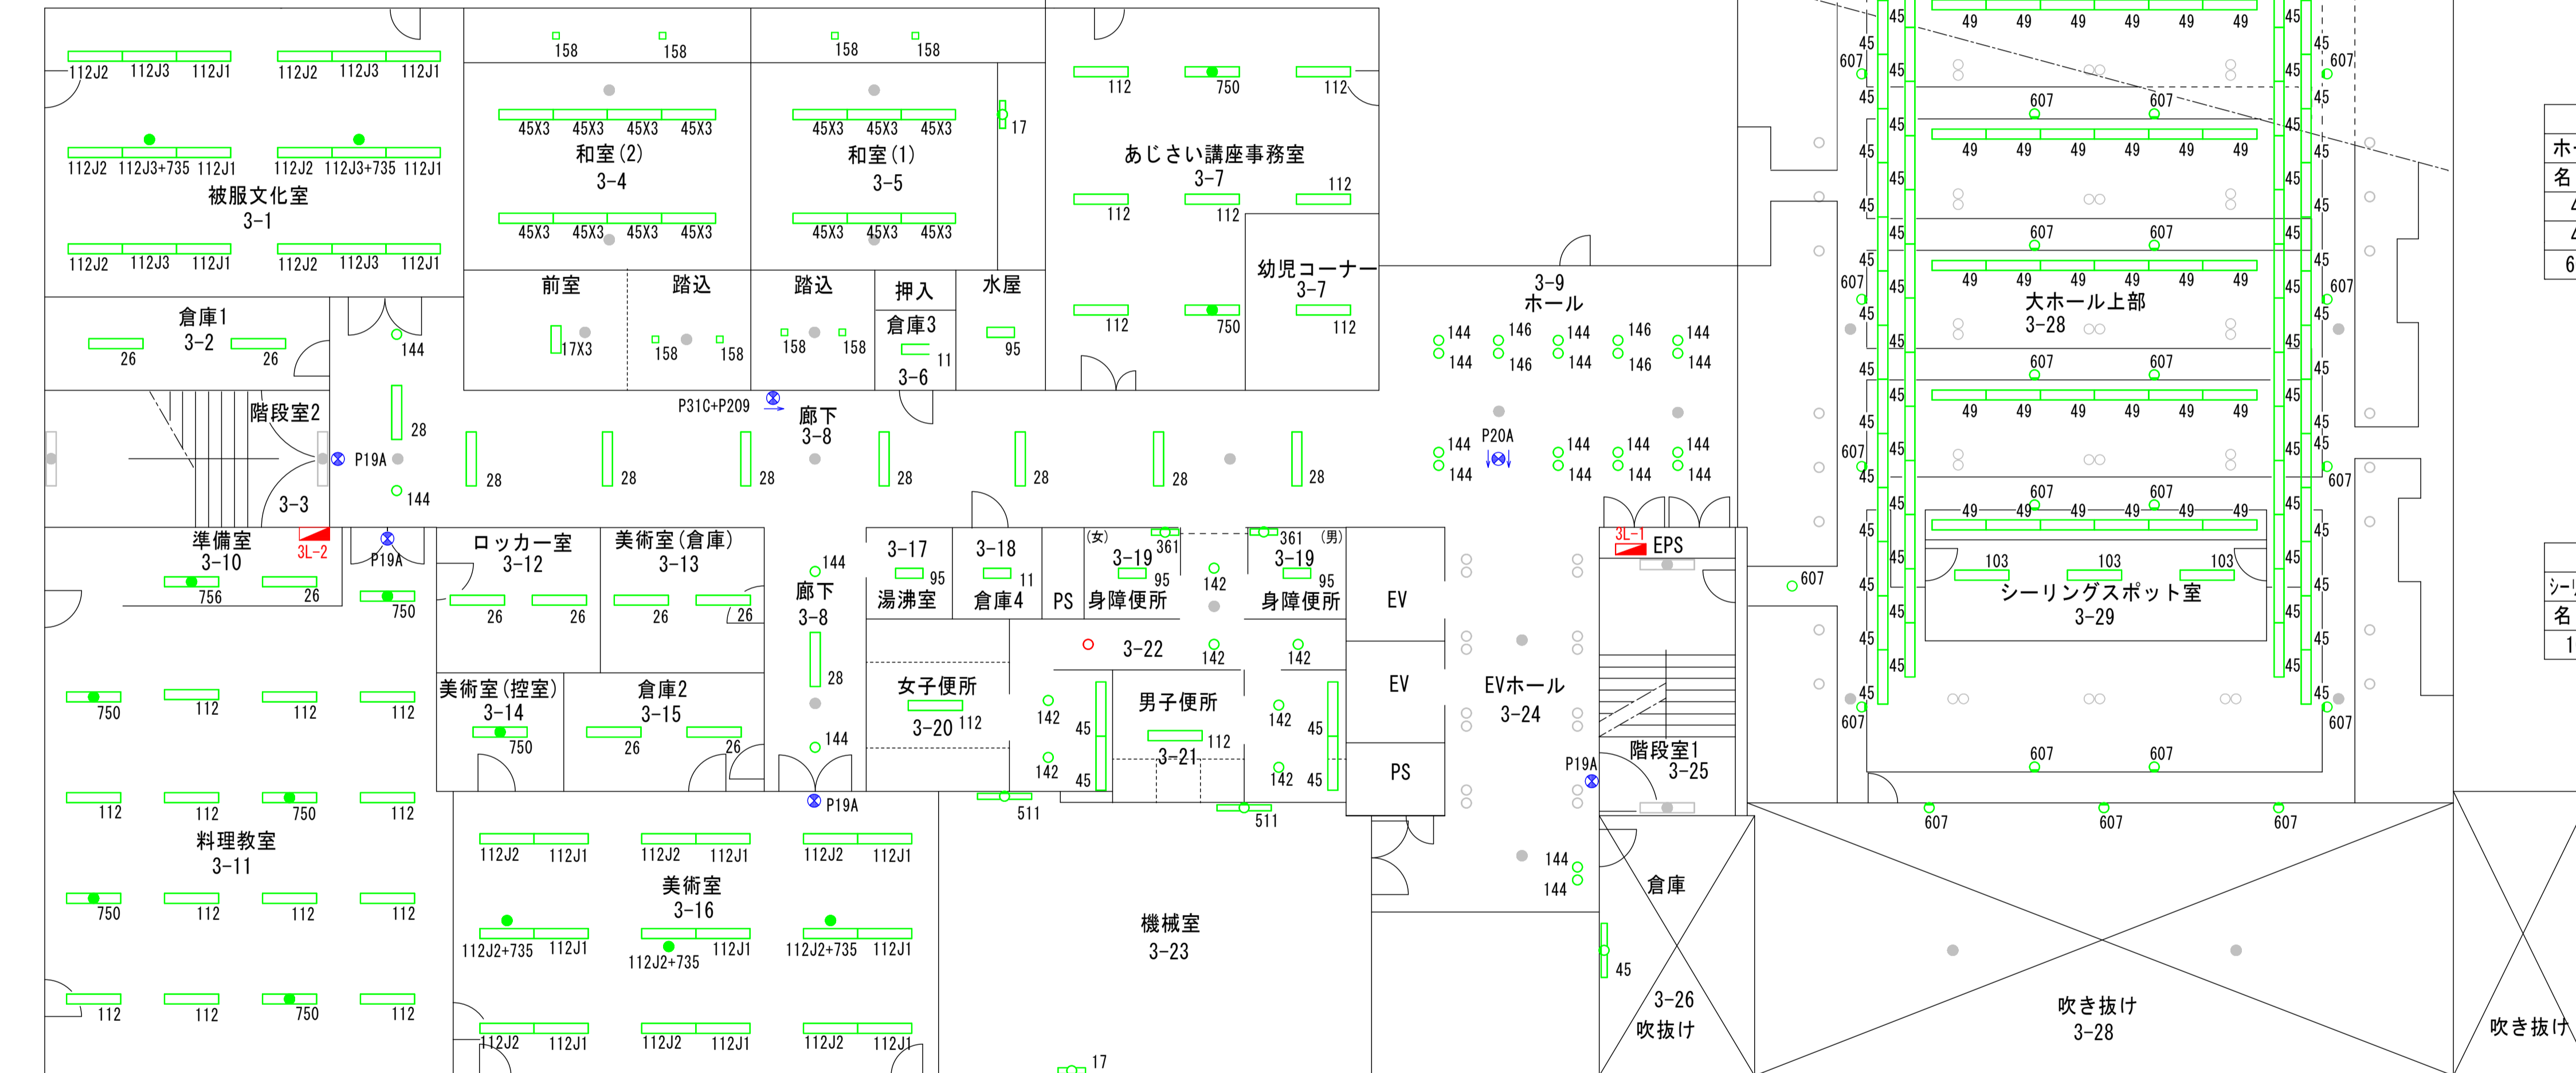 112J2 112J3 112J1 112J2 112J3 112J1
112J2 112J3+735 112J1 112J2 112J3+735 112J1
被服文化室
3-1
112J2 112J3 112J1 112J2 112J3 112J1
158 158
45X3 45X3 45X3 45X3
和室(2)
3-4
45X3 45X3 45X3 45X3
158 158
45X3 45X3 45X3
和室(1)
3-5
45X3 45X3 45X3
17
112 750 112
あじさい講座事務室
3-7
112 112 112
112 750
幼児コーナー
3-7
112
倉庫1
3-2
26 26
144
28
144
前室
17X3
踏込
158 158
踏込
158 158
押入
倉庫3
11
3-6
水屋
95
階段室2
P19A
3-3
P31C+P209
廊下
3-8
28 28 28 28 28 28 28
3-9
ホール
144 146 144 146 144
144 146 144 146 144
144 P20A 144 144 144
144 144 144 144
準備室
3-10
3L-2
756 26
P19A
750
750 112 112 112
112 112 750 112
料理教室
3-11
750 112 112 112
112 112 750 112
ロッカー室
3-12
26 26
美術室(倉庫)
3-13
26 26
美術室(控室)
3-14
750
倉庫2
3-15
26 26
144
廊下
3-8
28
144
P19A
112J2 112J1 112J2 112J1 112J2 112J1
美術室
3-16
112J2+735 112J1 112J2+735 112J1 112J2+735 112J1
112J2 112J1 112J2 112J1 112J2 112J1
3-17
95
湯沸室
3-18
11
倉庫4
PS
(女)
3-19
95
身障便所
361
142
361
(男)
3-19
95
身障便所
3-22
142
142
女子便所
3-20
112
142
142
45
45
男子便所
112
3-21
142
142
45
45
511
511
機械室
3-23
17
EV
EV
PS
EVホール
3-24
P19A
144
144
3L-1
EPS
階段室1
3-25
倉庫
45
3-26
吹抜け
49 49 49 49 49 49
607 607
607 607
49 49 49 49 49 49
607 607
49 49 49 49 49 49
大ホール上部
3-28
607 607
607 607
49 49 49 49 49 49
607 607
607 607
49 49 49 49 49 49
103 103 103
シーリングスポット室
3-29
607
607 607
607 607
607 607 607
吹き抜け
3-28
吹き抜け